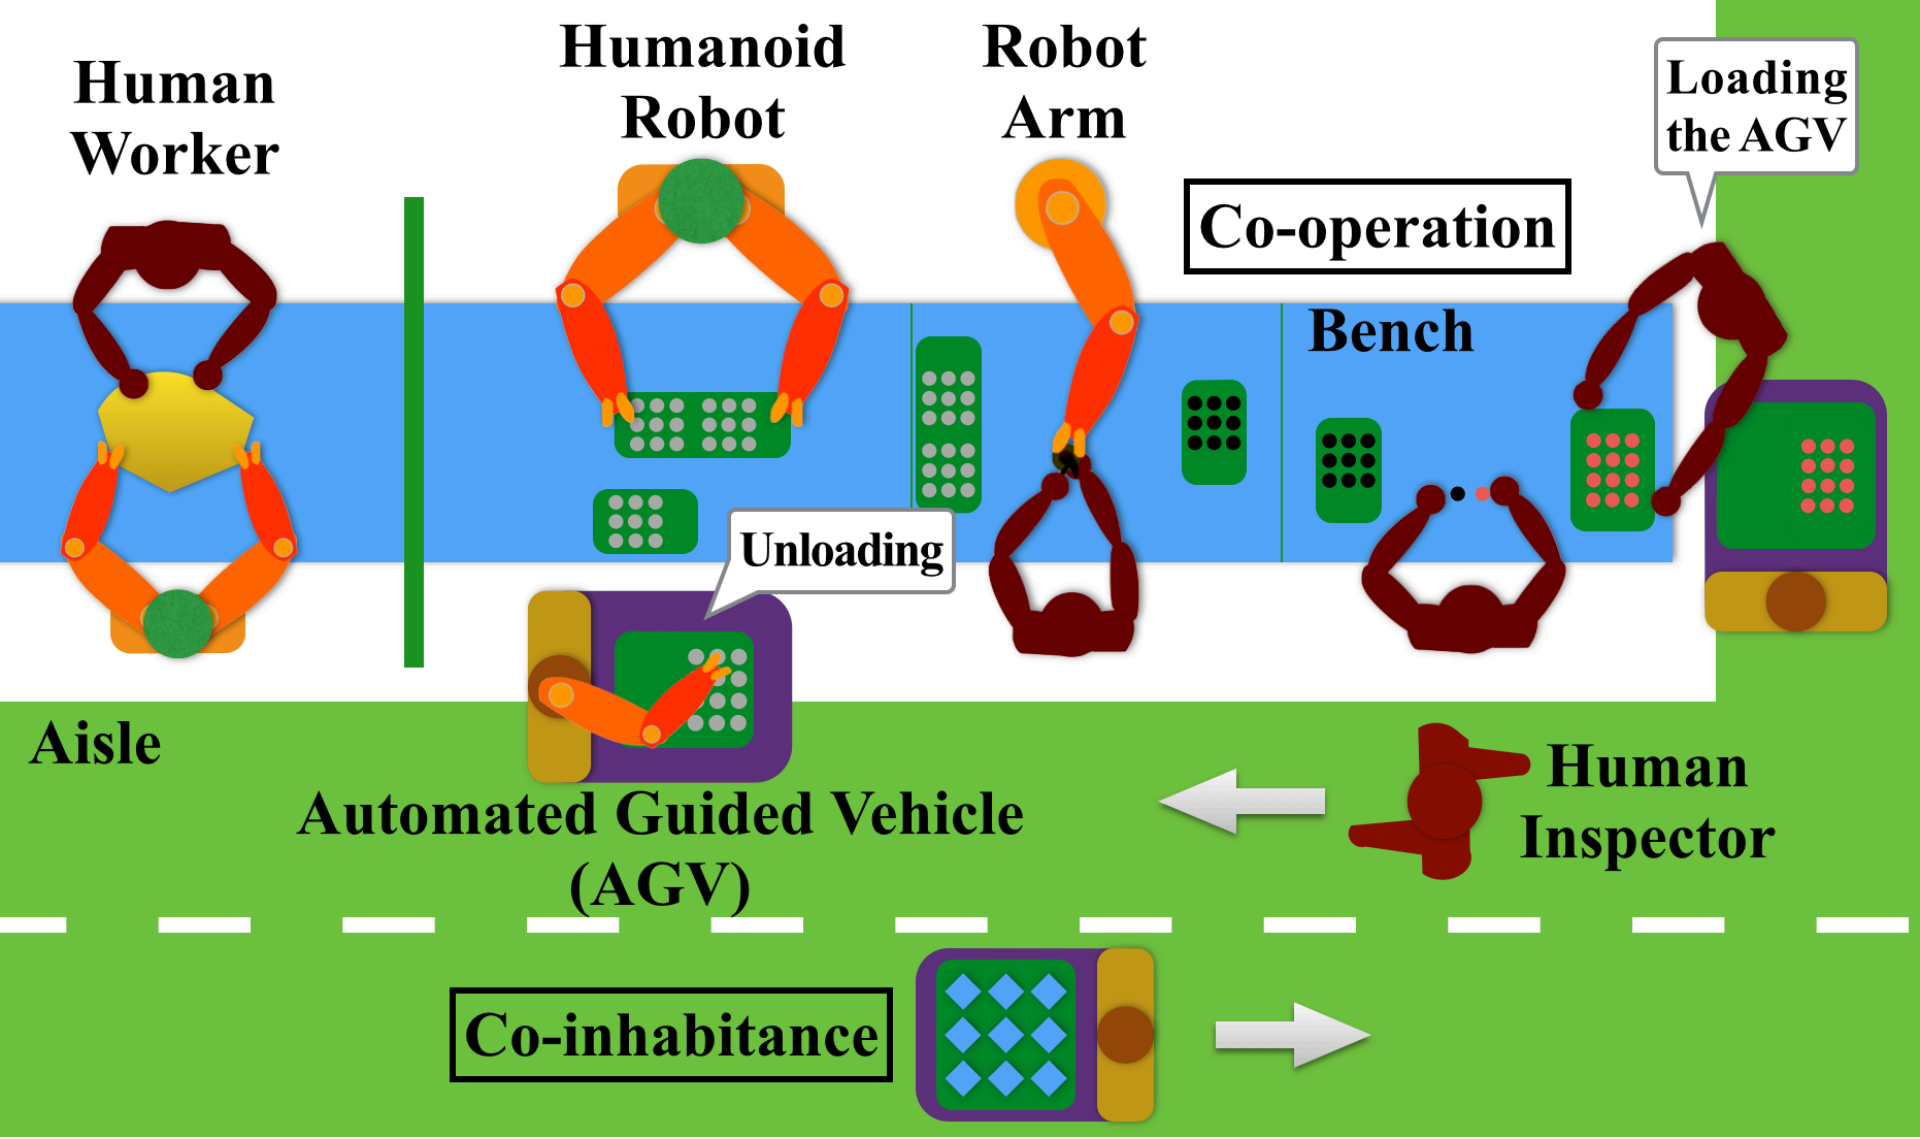 Human
Worker
Humanoid
Robot
Robot
Arm
Loading
the AGV
Co-operation
Bench
Unloading
Aisle
Automated Guided Vehicle
(AGV)
Human
Inspector
Co-inhabitance